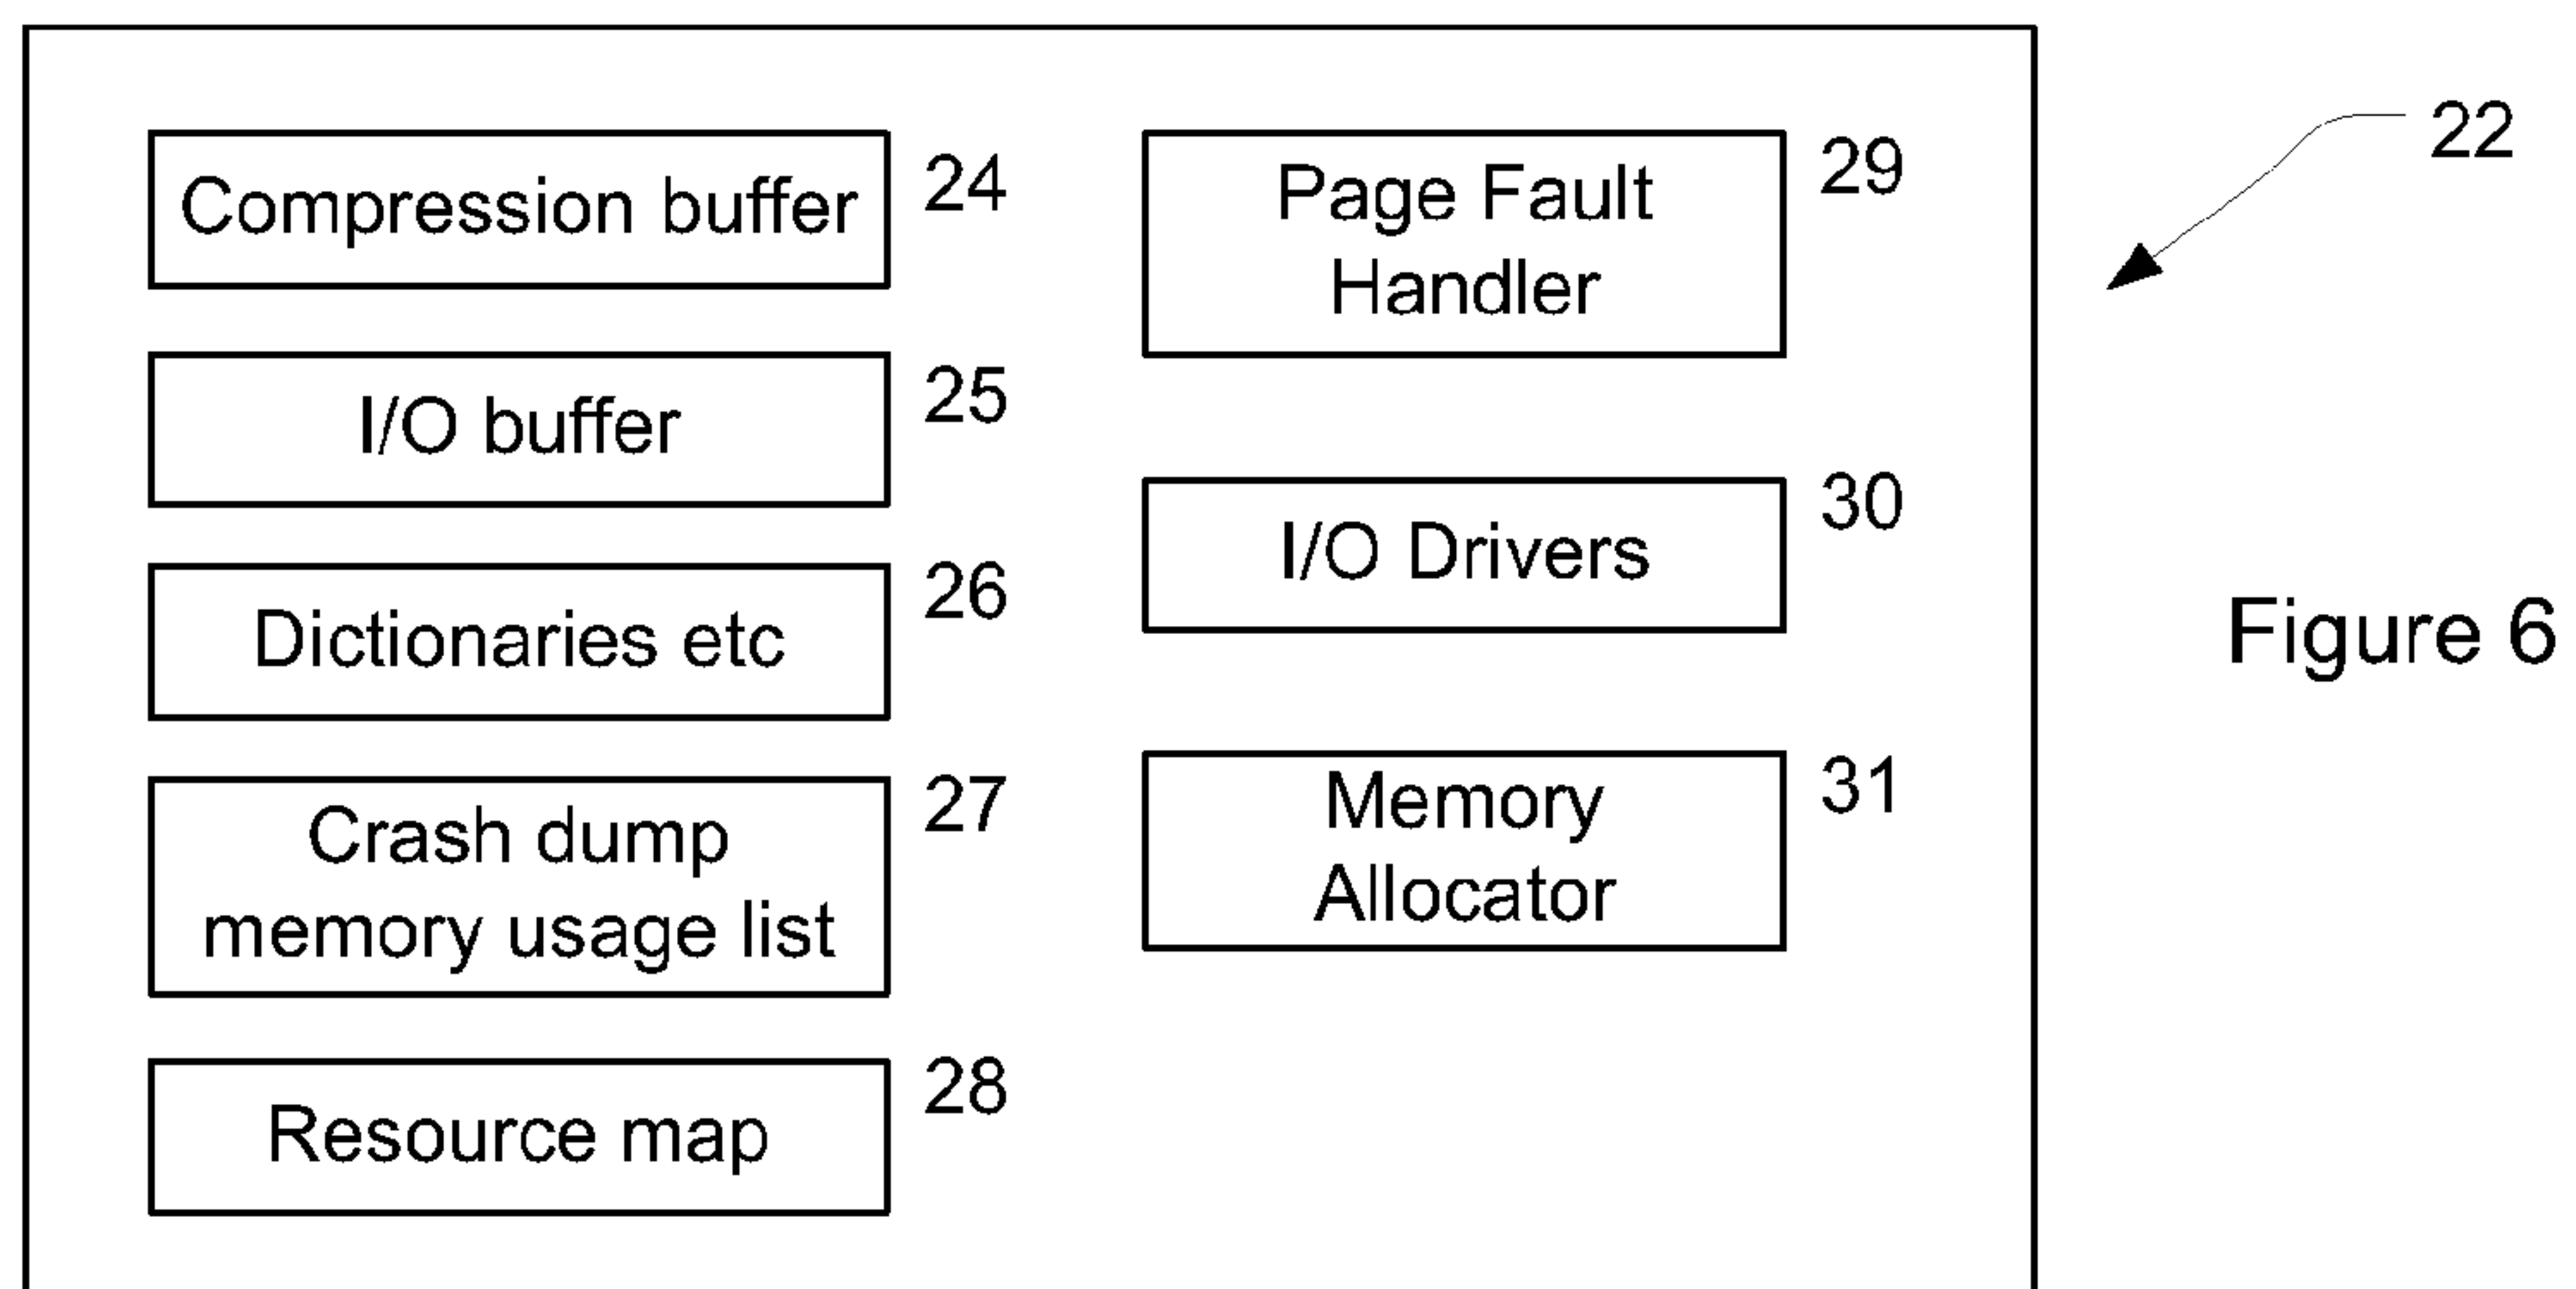 Compression buffer
24
I/O buffer
25
Dictionaries etc
26
Crash dump
memory usage list
27
Resource map
28
Page Fault
Handler
29
I/O Drivers
30
Memory
Allocator
31
22
Figure 6